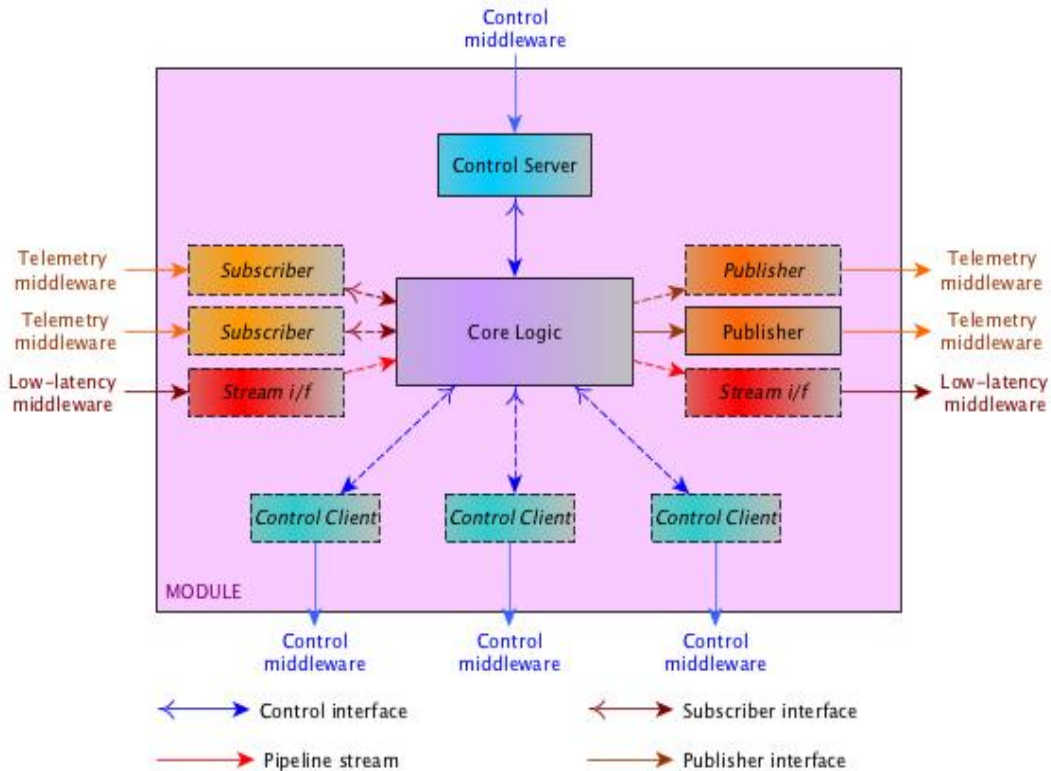 Control
middleware
Control Server
Telemetry
middleware
Subscriber
Publisher
Telemetry
middleware
Telemetry
middleware
Subscriber
Core Logic
Publisher
Telemetry
middleware
Low-latency
middleware
Stream i/f
Stream i/f
Low-latency
middleware
Control Client
Control Client
Control Client
MODULE
Control
middleware
Control
middleware
Control
middleware
Control interface
Subscriber interface
Pipeline stream
Publisher interface